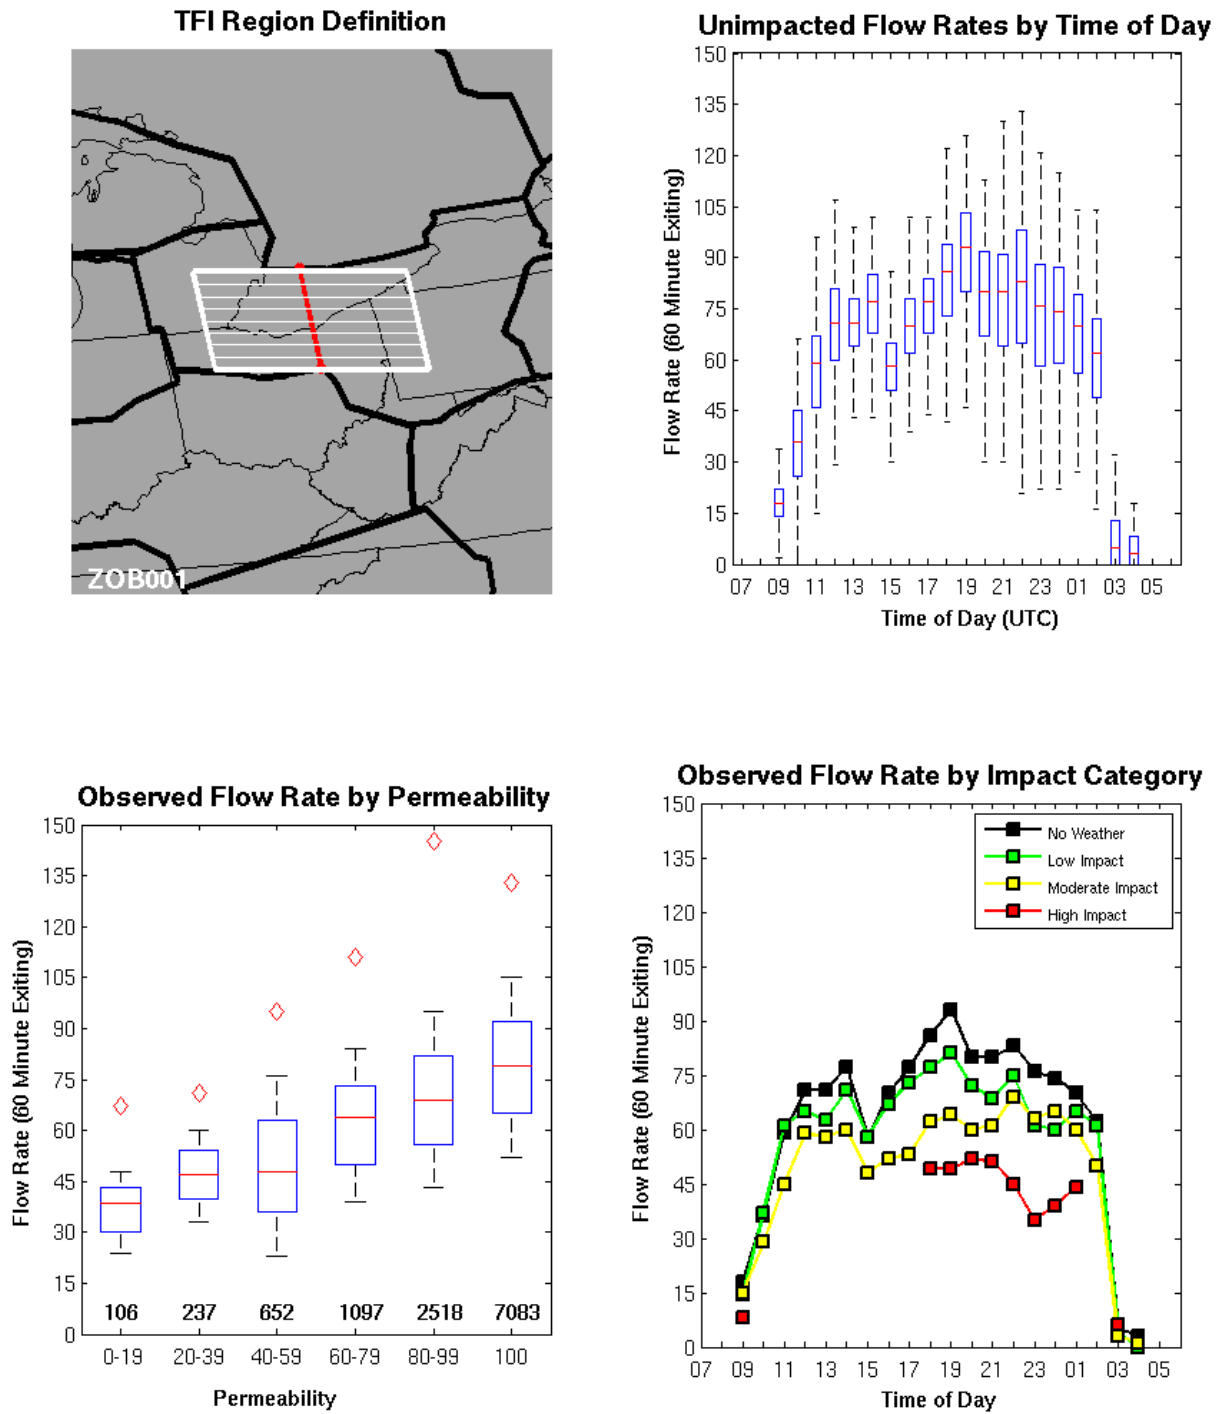 TFI Region Definition
ZOB001
Unimpacted Flow Rates by Time of Day
Flow Rate (60 Minute Exiting)
150
135
120
105
90
75
60
45
30
15
0
07 09 11 13 15 17 19 21 23 01 03 05
Time of Day (UTC)
Observed Flow Rate by Permeability
Flow Rate (60 Minute Exiting)
150
135
120
105
90
75
60
45
30
15
0
106 237 652 1097 2518 7083
0-19 20-39 40-59 60-79 80-99 100
Permeability
Observed Flow Rate by Impact Category
Flow Rate (60 Minute Exiting)
150
135
120
105
90
75
60
45
30
15
0
No Weather
Low Impact
Moderate Impact
High Impact
07 09 11 13 15 17 19 21 23 01 03 05
Time of Day